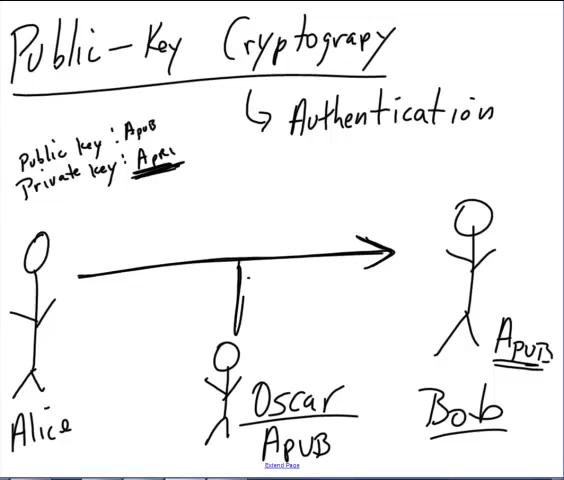 Public-Key Cryptograpy
↳ Authentication
Public key: APUB
Private key: APRI
Alice
Oscar
APUB
APUB
Bob
Extend Page